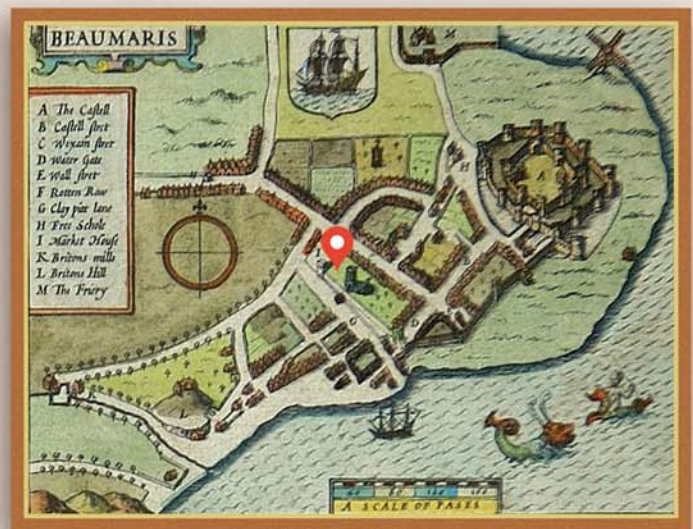 BEAUMARIS
A The Castell
B Castell stret
C Wexam stret
D Water Gate
E Wall stret
F Rotten Row
G Clay pitt lane
H Free Schole
I Market House
K Britons mills
L Britons Hill
M The Friery
M
H
A
B
I
G
D
L
A SCALE OF PASES